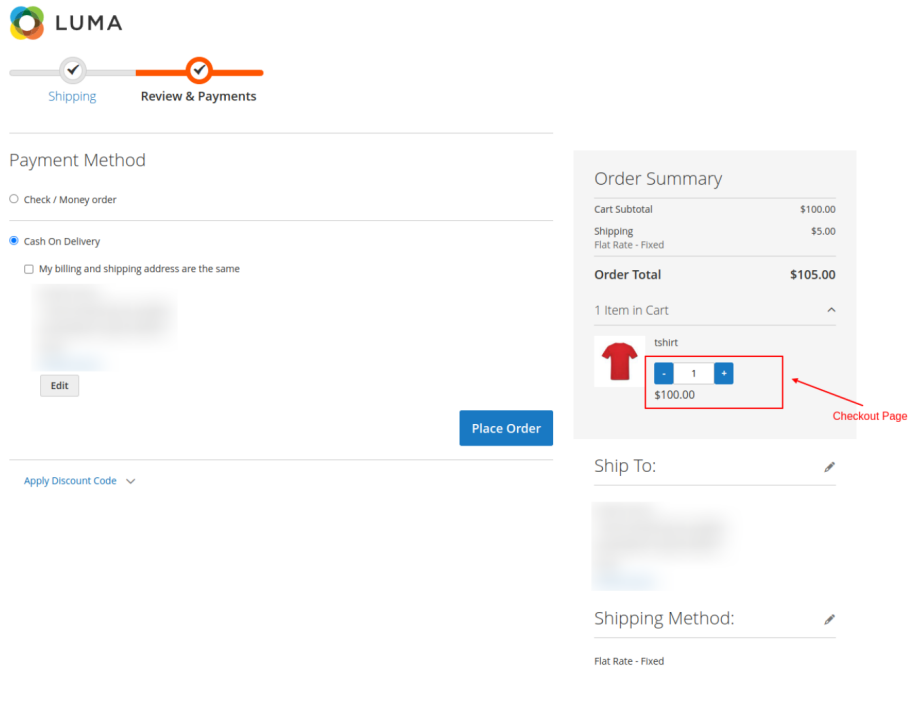 LUMA
Shipping
Review & Payments
Payment Method
Check / Money order
Cash On Delivery
My billing and shipping address are the same
Edit
Place Order
Apply Discount Code
Order Summary
Cart Subtotal $100.00
Shipping $5.00
Flat Rate - Fixed
Order Total $105.00
1 Item in Cart
tshirt
- 1 +
$100.00
Checkout Page
Ship To:
Shipping Method:
Flat Rate - Fixed